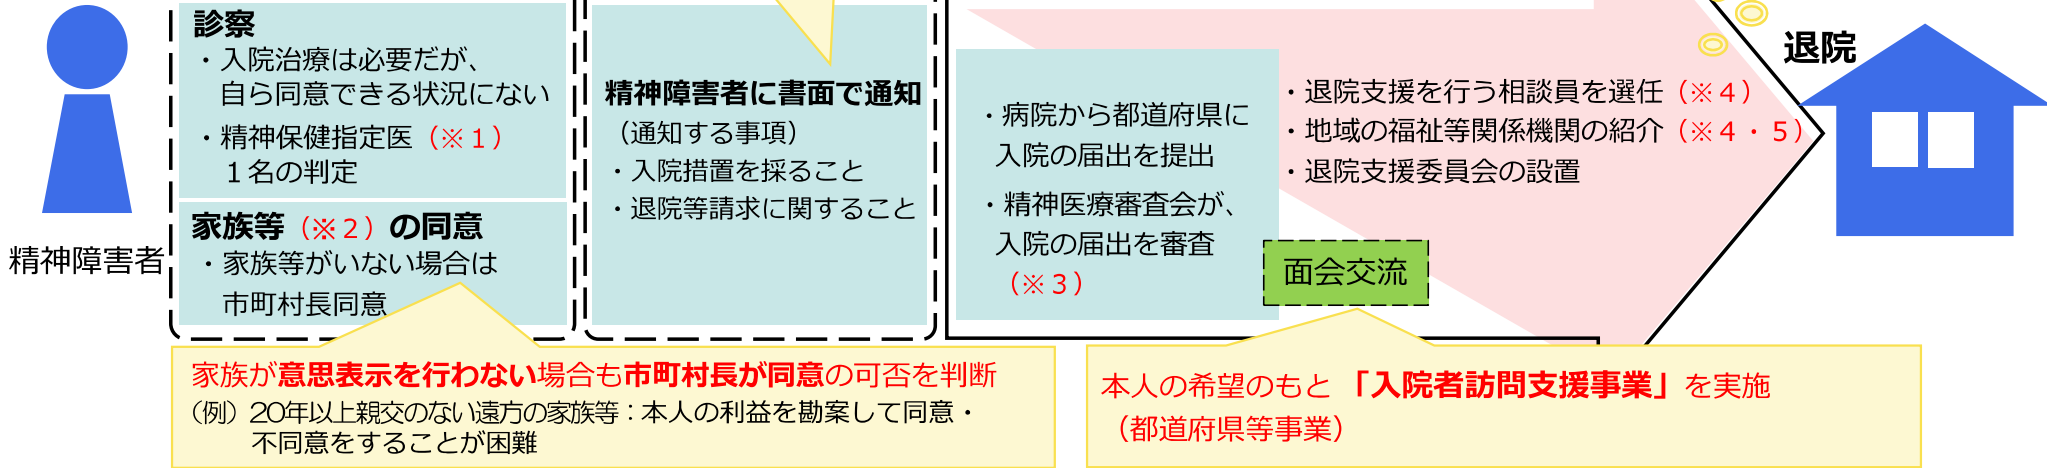 精神障害者
診察
・入院治療は必要だが、
自ら同意できる状況にない
・精神保健指定医（※１）
１名の判定
家族等（※２）の同意
・家族等がいない場合は
市町村長同意
精神障害者に書面で通知
（通知する事項）
・入院措置を採ること
・退院等請求に関すること
・病院から都道府県に
入院の届出を提出
・精神医療審査会が、
入院の届出を審査
（※３）
・退院支援を行う相談員を選任（※４）
・地域の福祉等関係機関の紹介（※４・５）
・退院支援委員会の設置
面会交流
退院
家族が意思表示を行わない場合も市町村長が同意の可否を判断
（例）20年以上親交のない遠方の家族等：本人の利益を勘案して同意・
不同意をすることが困難
本人の希望のもと「入院者訪問支援事業」を実施
（都道府県等事業）